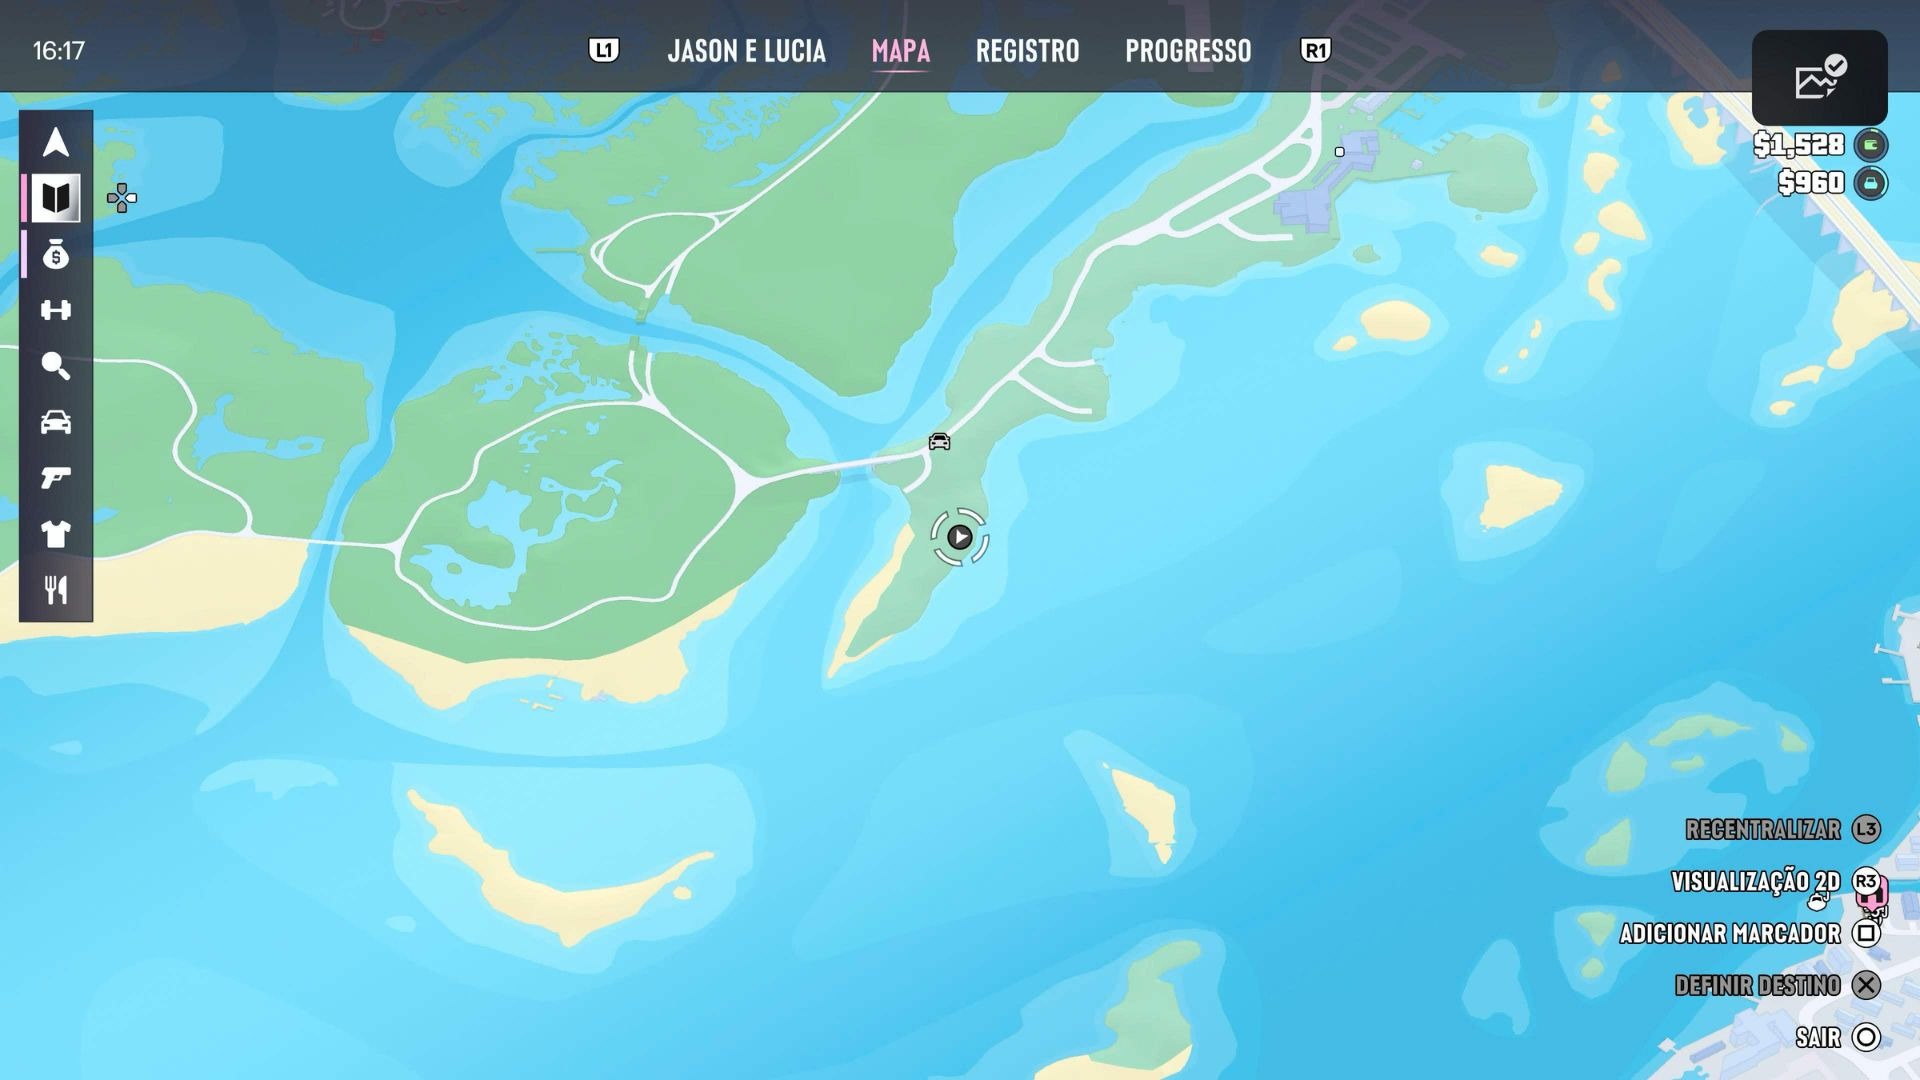 16:17
L1 JASON E LUCIA MAPA REGISTRO PROGRESSO R1
$1,528
$960
RECENTRALIZAR L3
VISUALIZAÇÃO 2D R3
ADICIONAR MARCADOR
DEFINIR DESTINO
SAIR